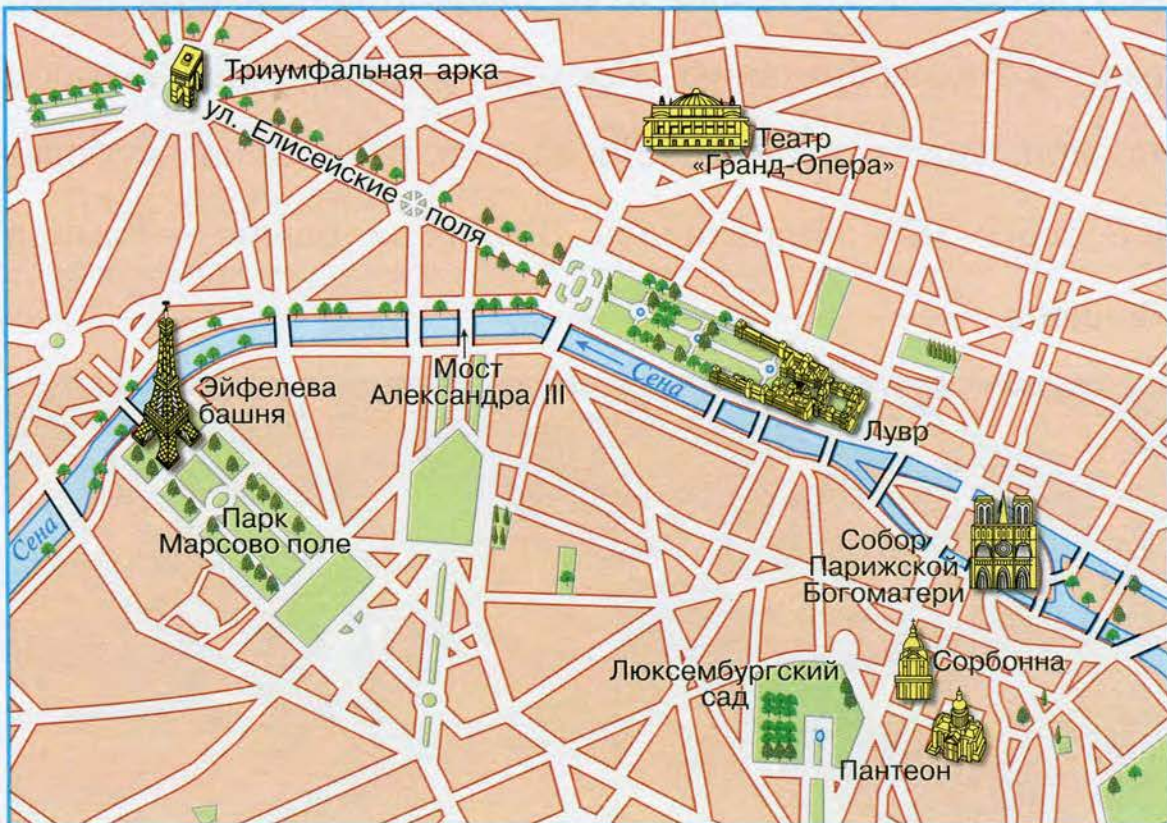 Триумфальная арка
ул. Елисейские поля
Театр
«Гранд-Опера»
Эйфелева
башня
Мост
Александра III
Сена
Лувр
Сена
Парк
Марсово поле
Собор
Парижской
Богоматери
Люксембургский
сад
Сорбонна
Пантеон